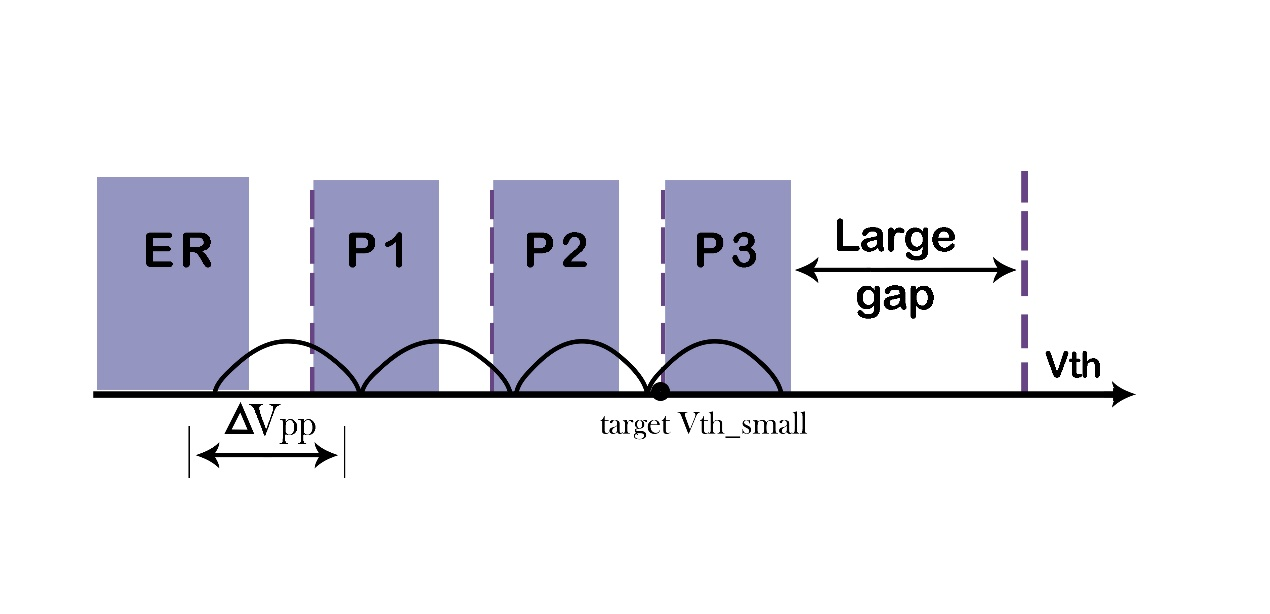 ER
P1
P2
P3
Large
gap
Vth
target Vth_small
ΔVpp